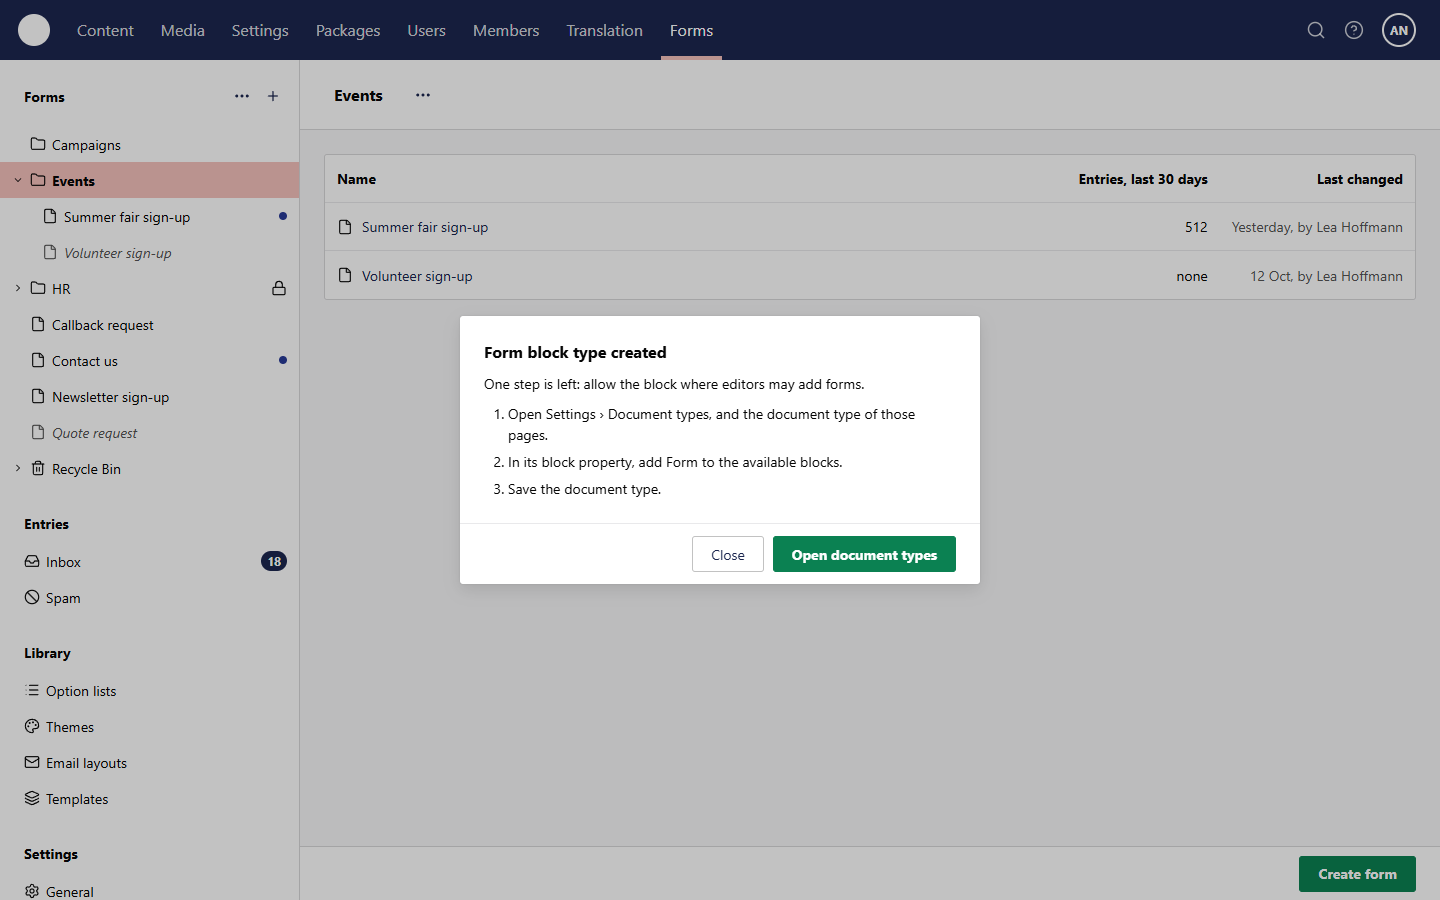 Content Media Settings Packages Users Members Translation Forms
AN
Forms
Campaigns
Events
Summer fair sign-up
Volunteer sign-up
HR
Callback request
Contact us
Newsletter sign-up
Quote request
Recycle Bin
Entries
Inbox 18
Spam
Library
Option lists
Themes
Email layouts
Templates
Settings
General
Events
Name Entries, last 30 days Last changed
Summer fair sign-up 512 Yesterday, by Lea Hoffmann
Volunteer sign-up none 12 Oct, by Lea Hoffmann
Form block type created
One step is left: allow the block where editors may add forms.
1. Open Settings › Document types, and the document type of those
pages.
2. In its block property, add Form to the available blocks.
3. Save the document type.
Close Open document types
Create form